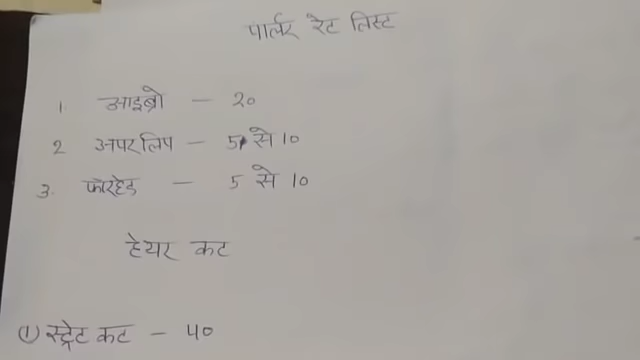 पार्लर रेट लिस्ट
1. आइब्रो - 20
2 अपरलिप - 5 से 10
3. फोरहेड - 5 से 10
हेयर कट
(1) स्ट्रेट कट - 40